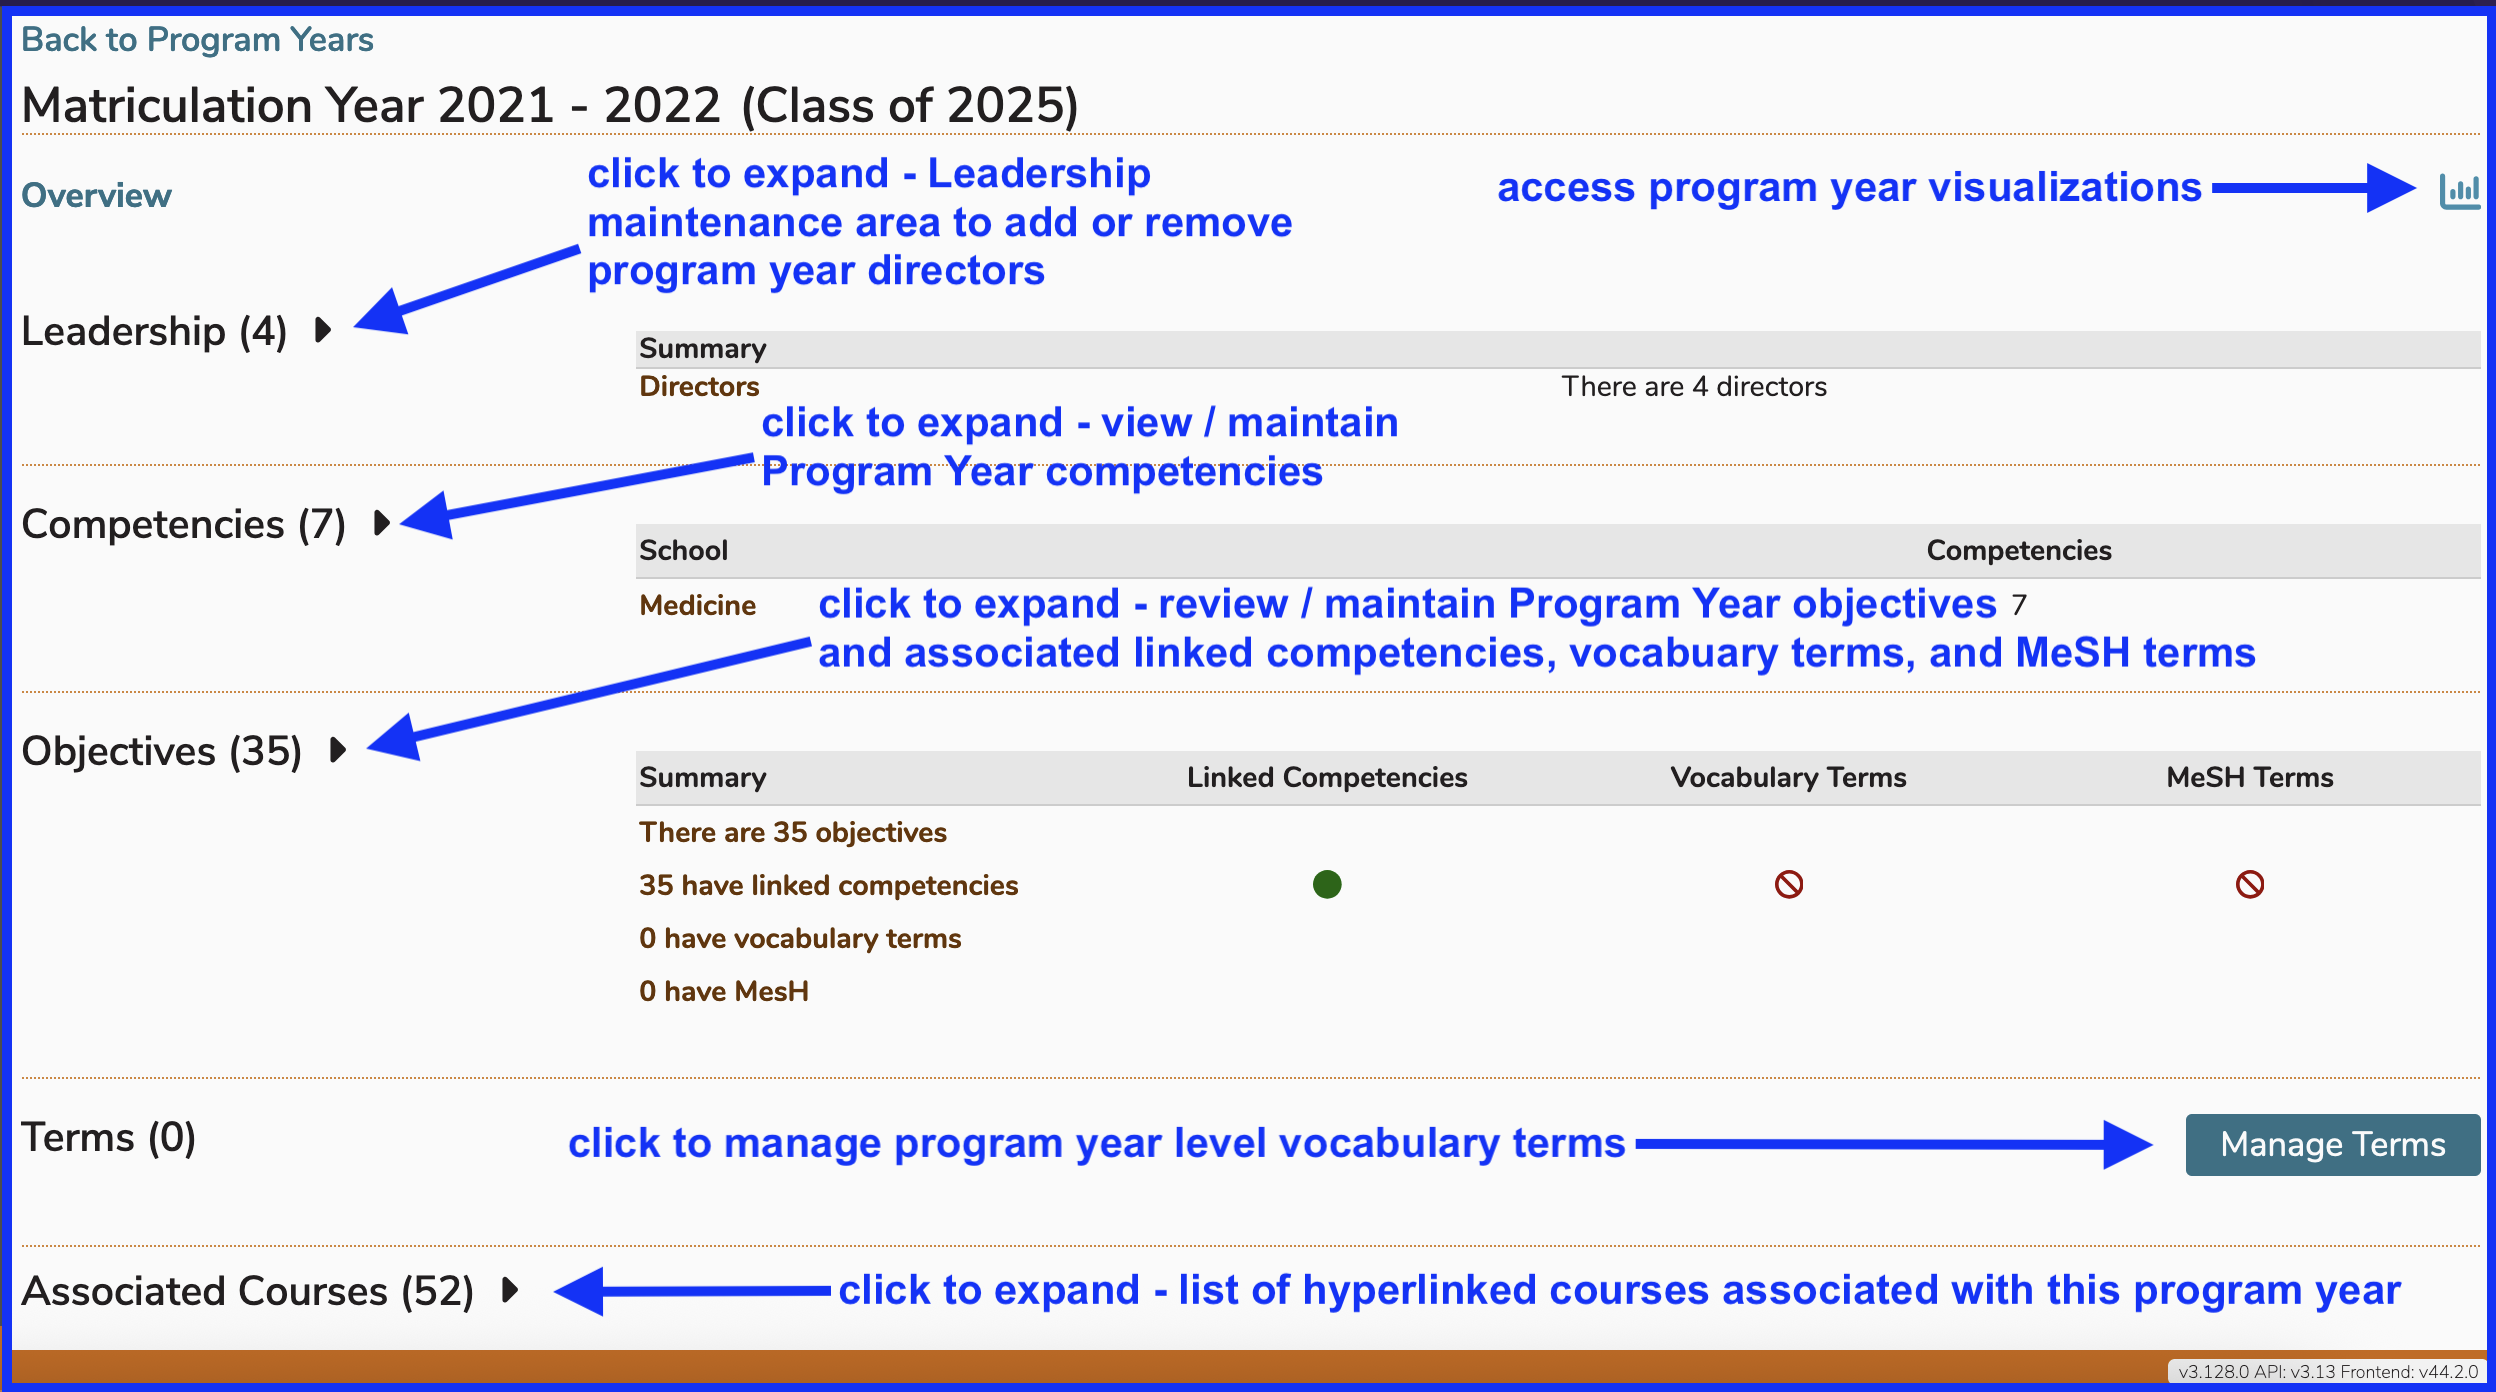 Back to Program Years
Matriculation Year 2021 - 2022 (Class of 2025)
Overview
click to expand - Leadership
maintenance area to add or remove
program year directors
access program year visualizations
Leadership (4)
Summary
Directors
There are 4 directors
click to expand - view / maintain
Program Year competencies
Competencies (7)
School
Competencies
Medicine
7
click to expand - review / maintain Program Year objectives
and associated linked competencies, vocabuary terms, and MeSH terms
Objectives (35)
Summary
Linked Competencies
Vocabulary Terms
MeSH Terms
There are 35 objectives
35 have linked competencies
0 have vocabulary terms
0 have MesH
Terms (0)
click to manage program year level vocabulary terms
Manage Terms
Associated Courses (52)
click to expand - list of hyperlinked courses associated with this program year
v3.128.0 API: v3.13 Frontend: v44.2.0